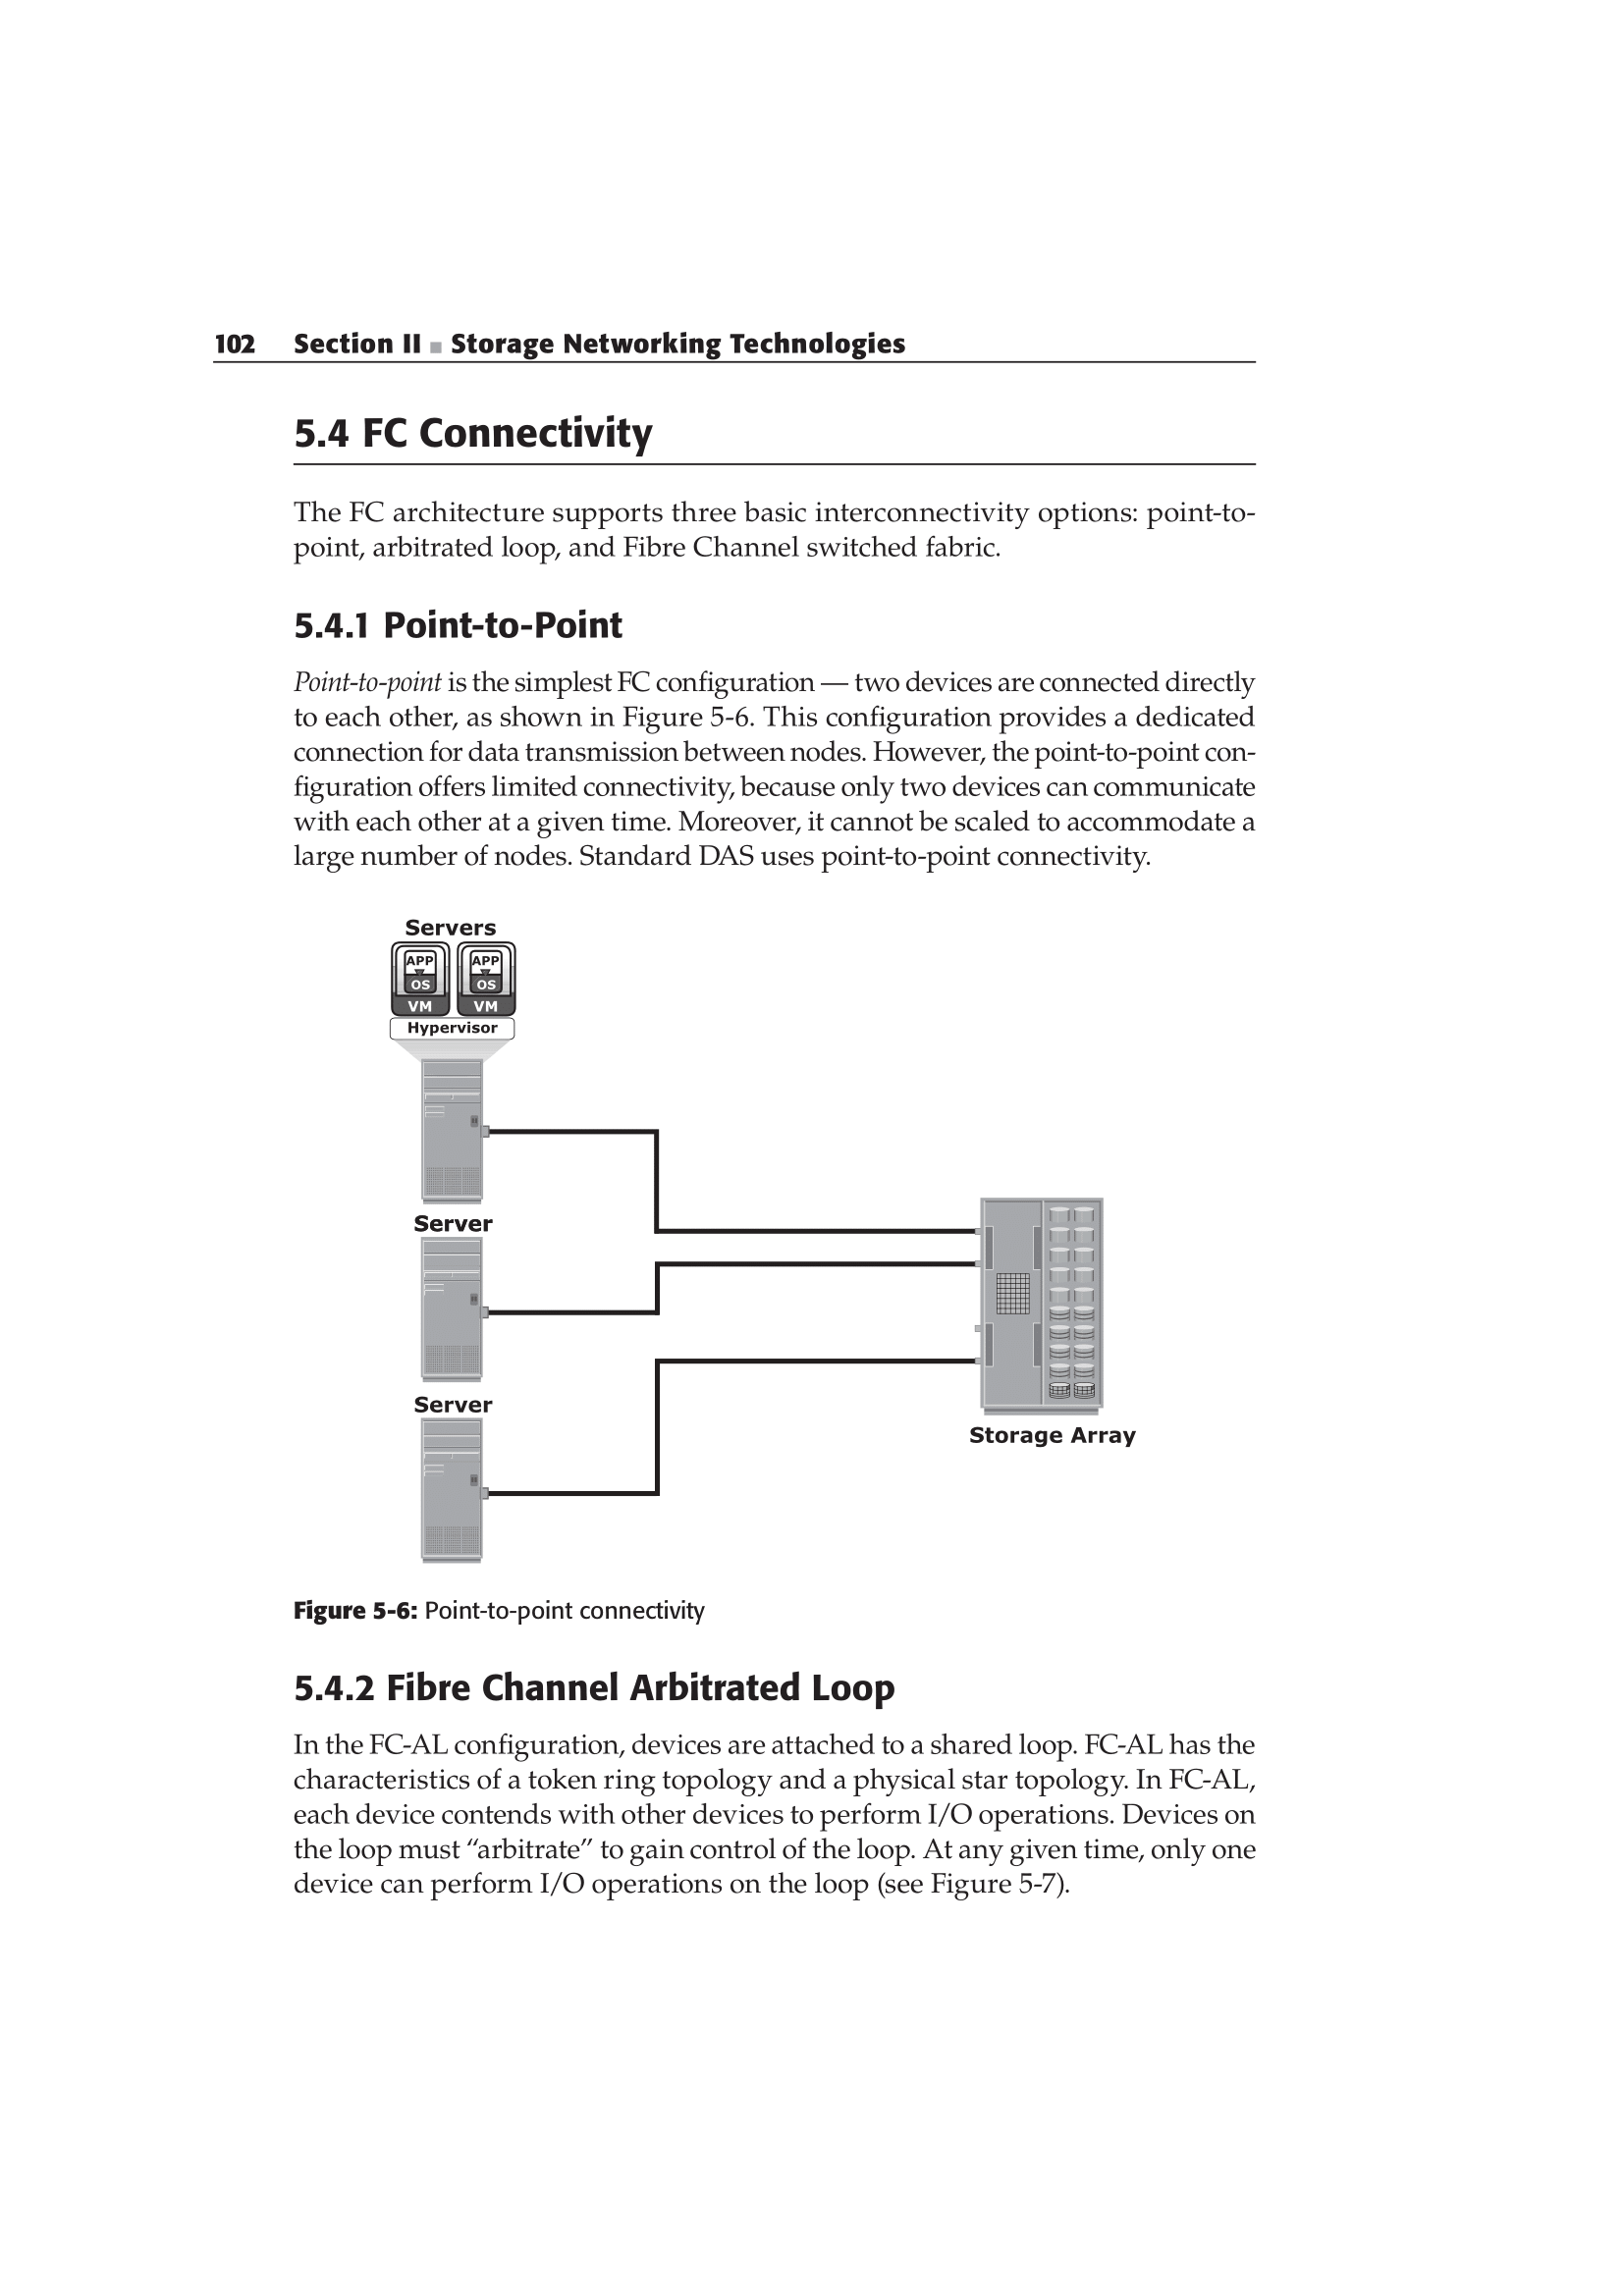 102 Section II ■ Storage Networking Technologies
5.4 FC Connectivity
The FC architecture supports three basic interconnectivity options: point-to-
point, arbitrated loop, and Fibre Channel switched fabric.
5.4.1 Point-to-Point
Point-to-point is the simplest FC configuration — two devices are connected directly
to each other, as shown in Figure 5-6. This configuration provides a dedicated
connection for data transmission between nodes. However, the point-to-point con-
figuration offers limited connectivity, because only two devices can communicate
with each other at a given time. Moreover, it cannot be scaled to accommodate a
large number of nodes. Standard DAS uses point-to-point connectivity.
Servers
APP APP
OS OS
VM VM
Hypervisor
Server
Server
Storage Array
Figure 5-6: Point-to-point connectivity
5.4.2 Fibre Channel Arbitrated Loop
In the FC-AL configuration, devices are attached to a shared loop. FC-AL has the
characteristics of a token ring topology and a physical star topology. In FC-AL,
each device contends with other devices to perform I/O operations. Devices on
the loop must “arbitrate” to gain control of the loop. At any given time, only one
device can perform I/O operations on the loop (see Figure 5-7).